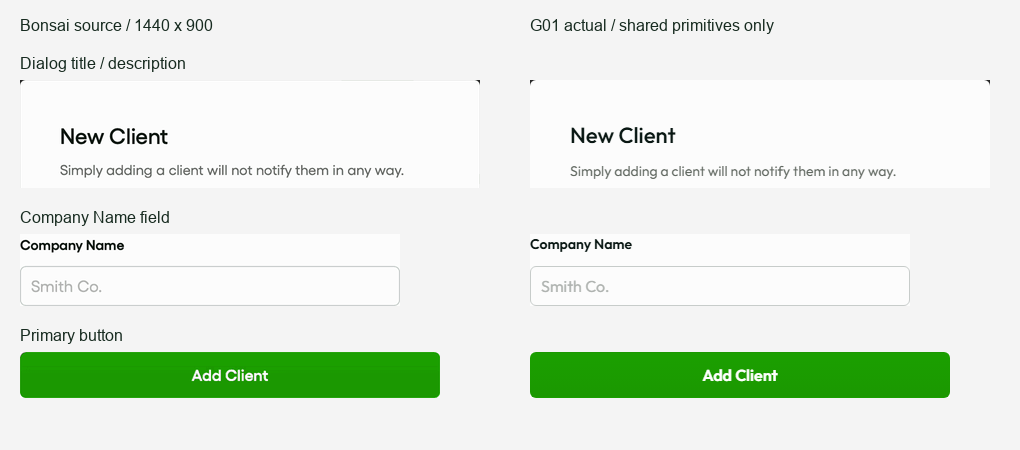 Bonsai source / 1440 x 900
G01 actual / shared primitives only
Dialog title / description
New Client
Simply adding a client will not notify them in any way.
New Client
Simply adding a client will not notify them in any way.
Company Name field
Company Name
Smith Co.
Company Name
Smith Co.
Primary button
Add Client
Add Client